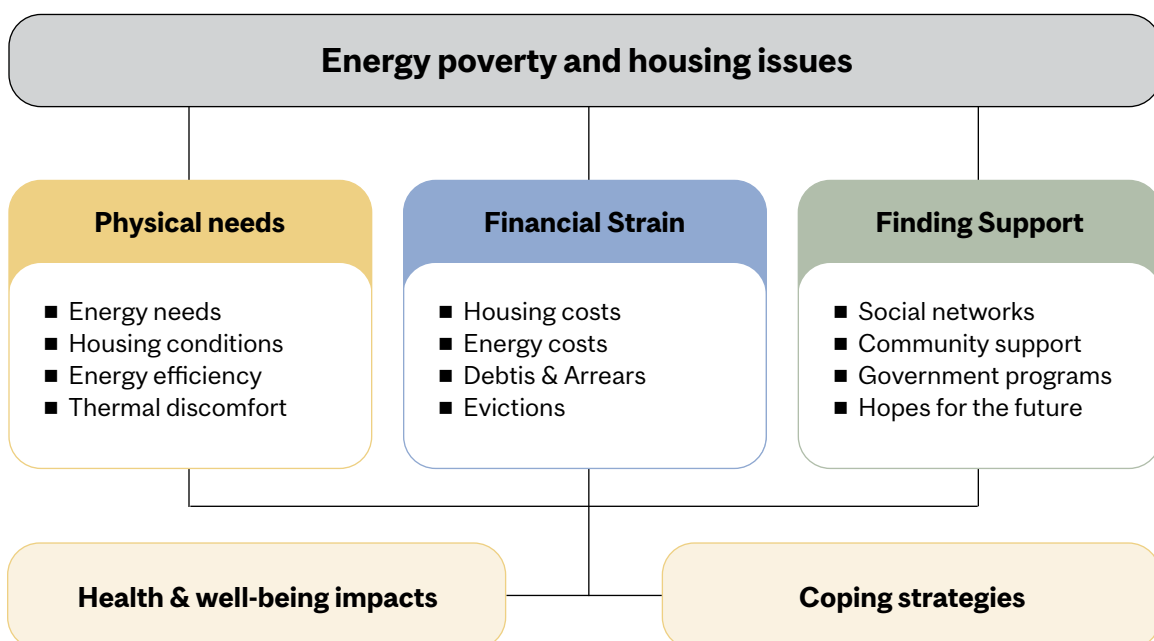 Energy poverty and housing issues
Physical needs
■ Energy needs
■ Housing conditions
■ Energy efficiency
■ Thermal discomfort
Financial Strain
■ Housing costs
■ Energy costs
■ Debtis & Arrears
■ Evictions
Finding Support
■ Social networks
■ Community support
■ Government programs
■ Hopes for the future
Health & well-being impacts
Coping strategies